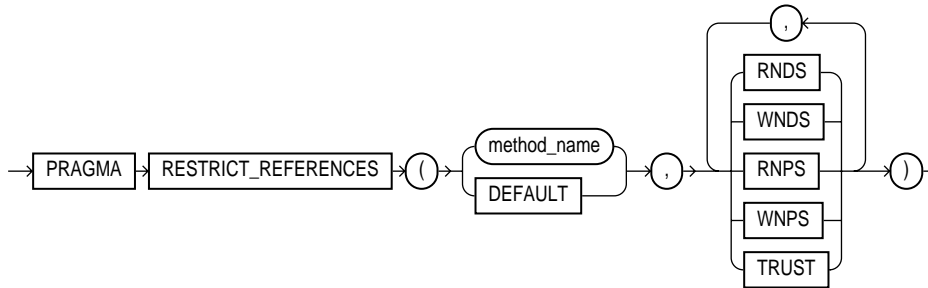 ,
RNDS
WNDS
PRAGMA RESTRICT_REFERENCES ( method_name DEFAULT , RNPS )
WNPS
TRUST